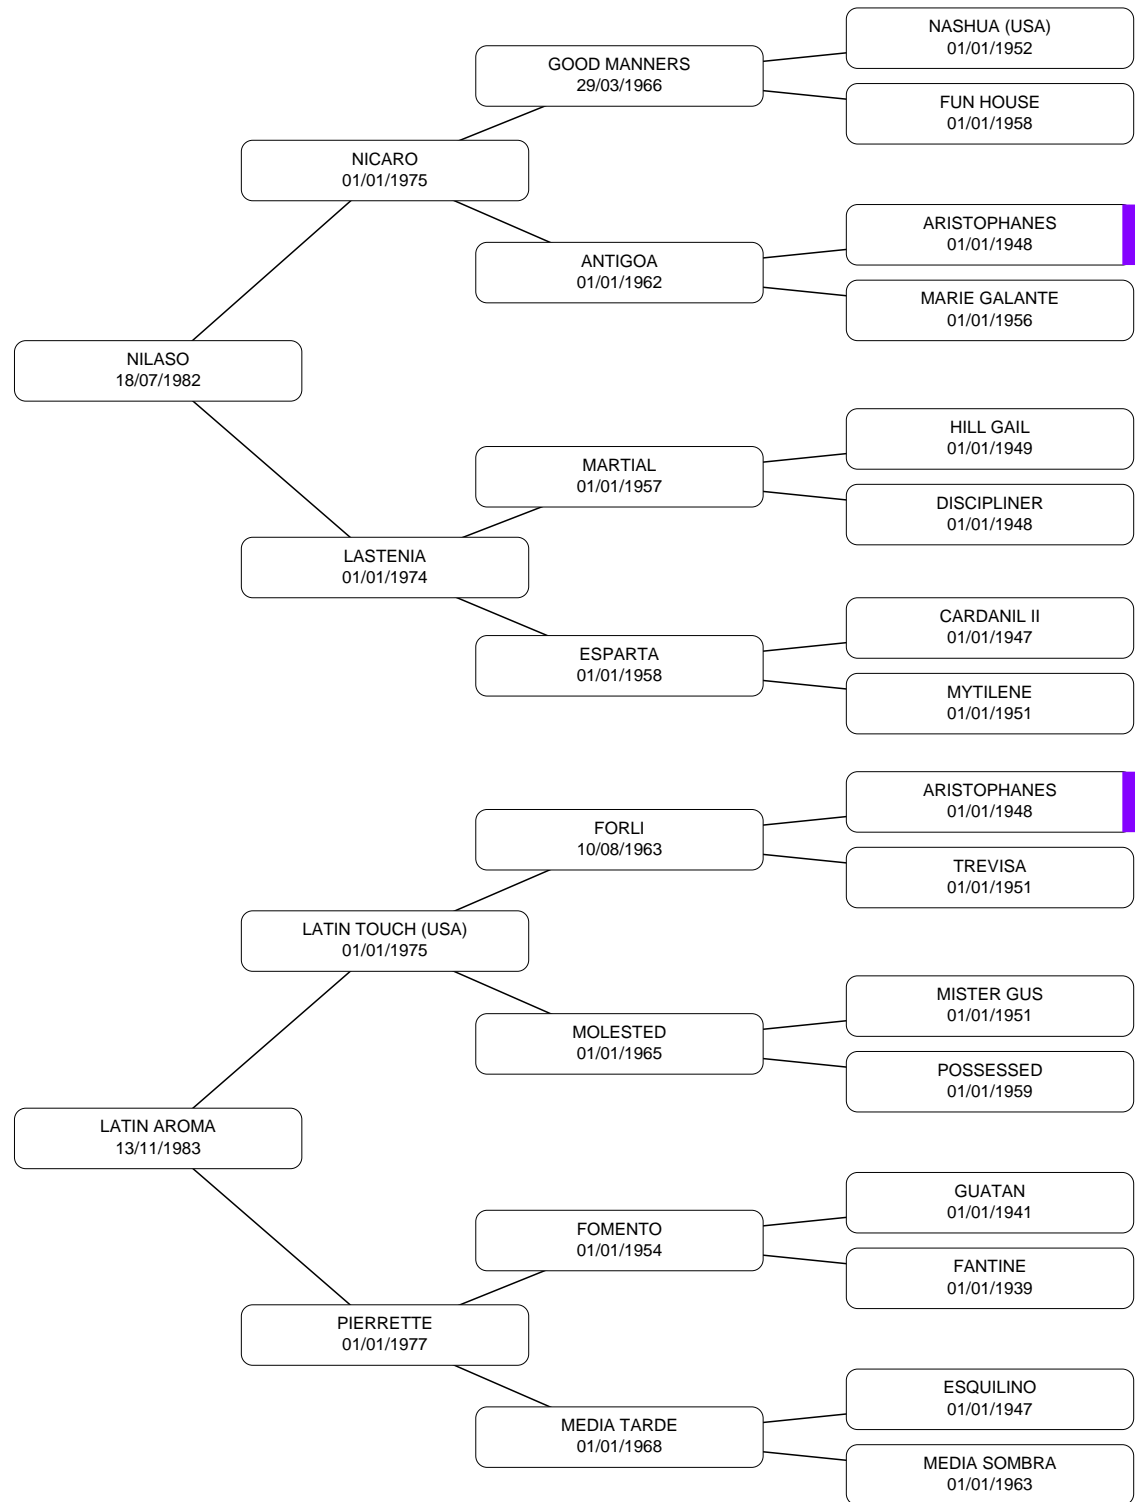 NASHUA (USA)
01/01/1952
GOOD MANNERS
29/03/1966
FUN HOUSE
01/01/1958
NICARO
01/01/1975
ARISTOPHANES
01/01/1948
ANTIGOA
01/01/1962
MARIE GALANTE
01/01/1956
NILASO
18/07/1982
HILL GAIL
01/01/1949
MARTIAL
01/01/1957
DISCIPLINER
01/01/1948
LASTENIA
01/01/1974
CARDANIL II
01/01/1947
ESPARTA
01/01/1958
MYTILENE
01/01/1951
ARISTOPHANES
01/01/1948
FORLI
10/08/1963
TREVISA
01/01/1951
LATIN TOUCH (USA)
01/01/1975
MISTER GUS
01/01/1951
MOLESTED
01/01/1965
POSSESSED
01/01/1959
LATIN AROMA
13/11/1983
GUATAN
01/01/1941
FOMENTO
01/01/1954
FANTINE
01/01/1939
PIERRETTE
01/01/1977
ESQUILINO
01/01/1947
MEDIA TARDE
01/01/1968
MEDIA SOMBRA
01/01/1963